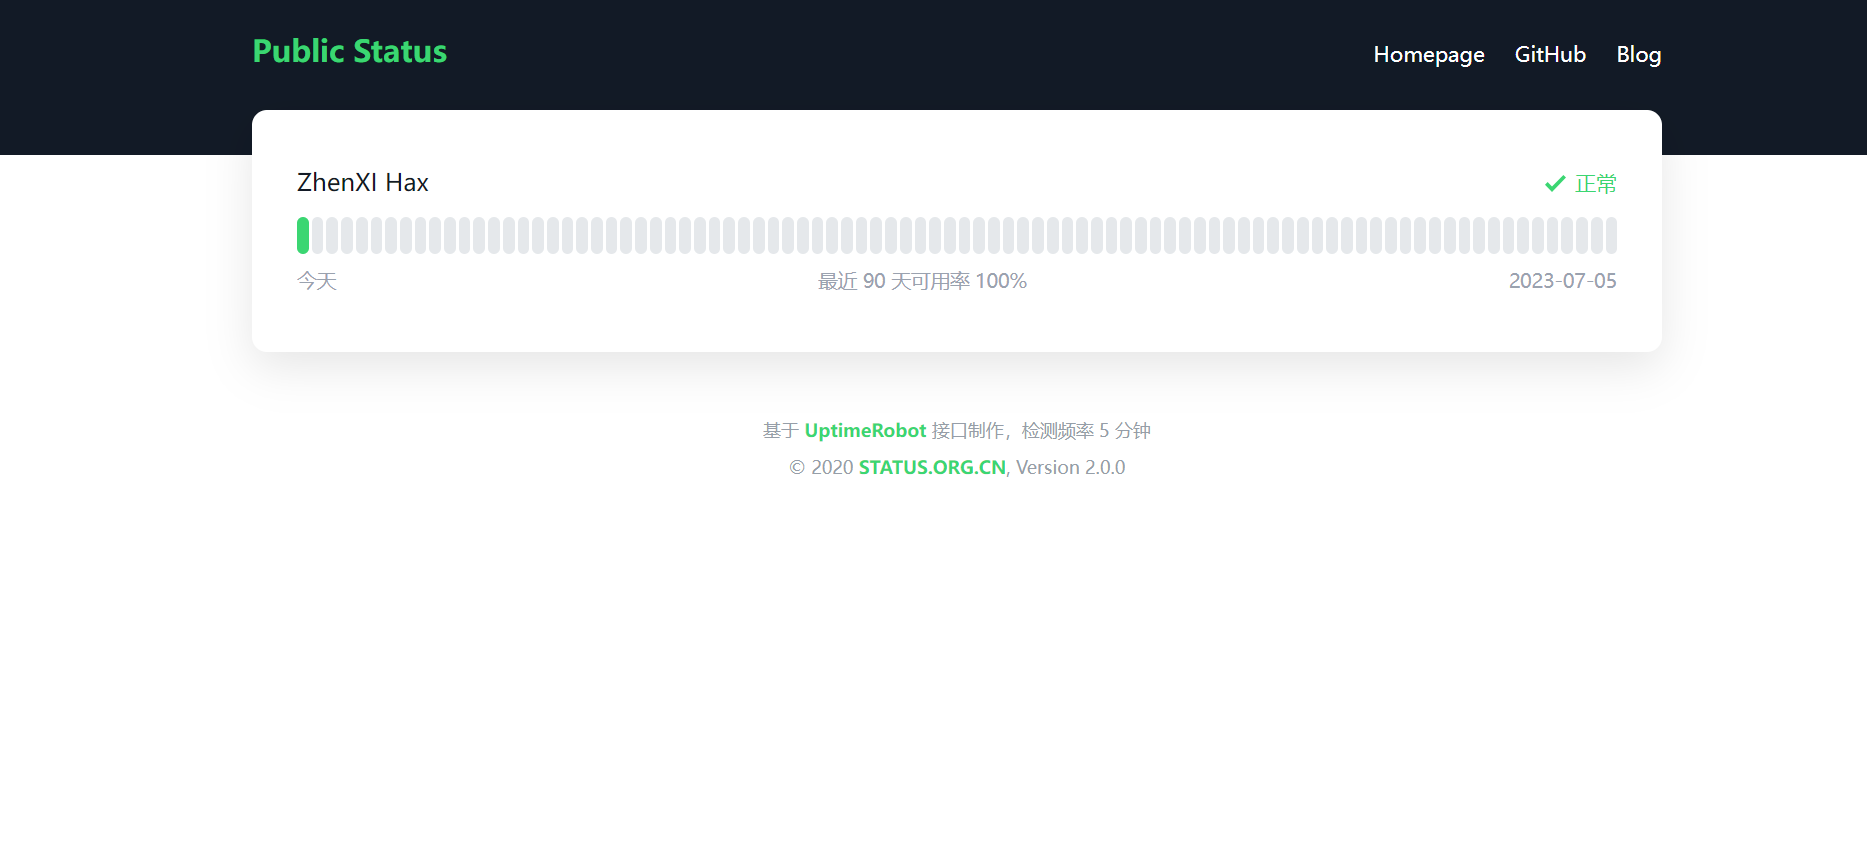 Public Status
Homepage GitHub Blog
ZhenXI Hax
正常
今天 最近 90 天可用率 100% 2023-07-05
基于 UptimeRobot 接口制作，检测频率 5 分钟
© 2020 STATUS.ORG.CN, Version 2.0.0